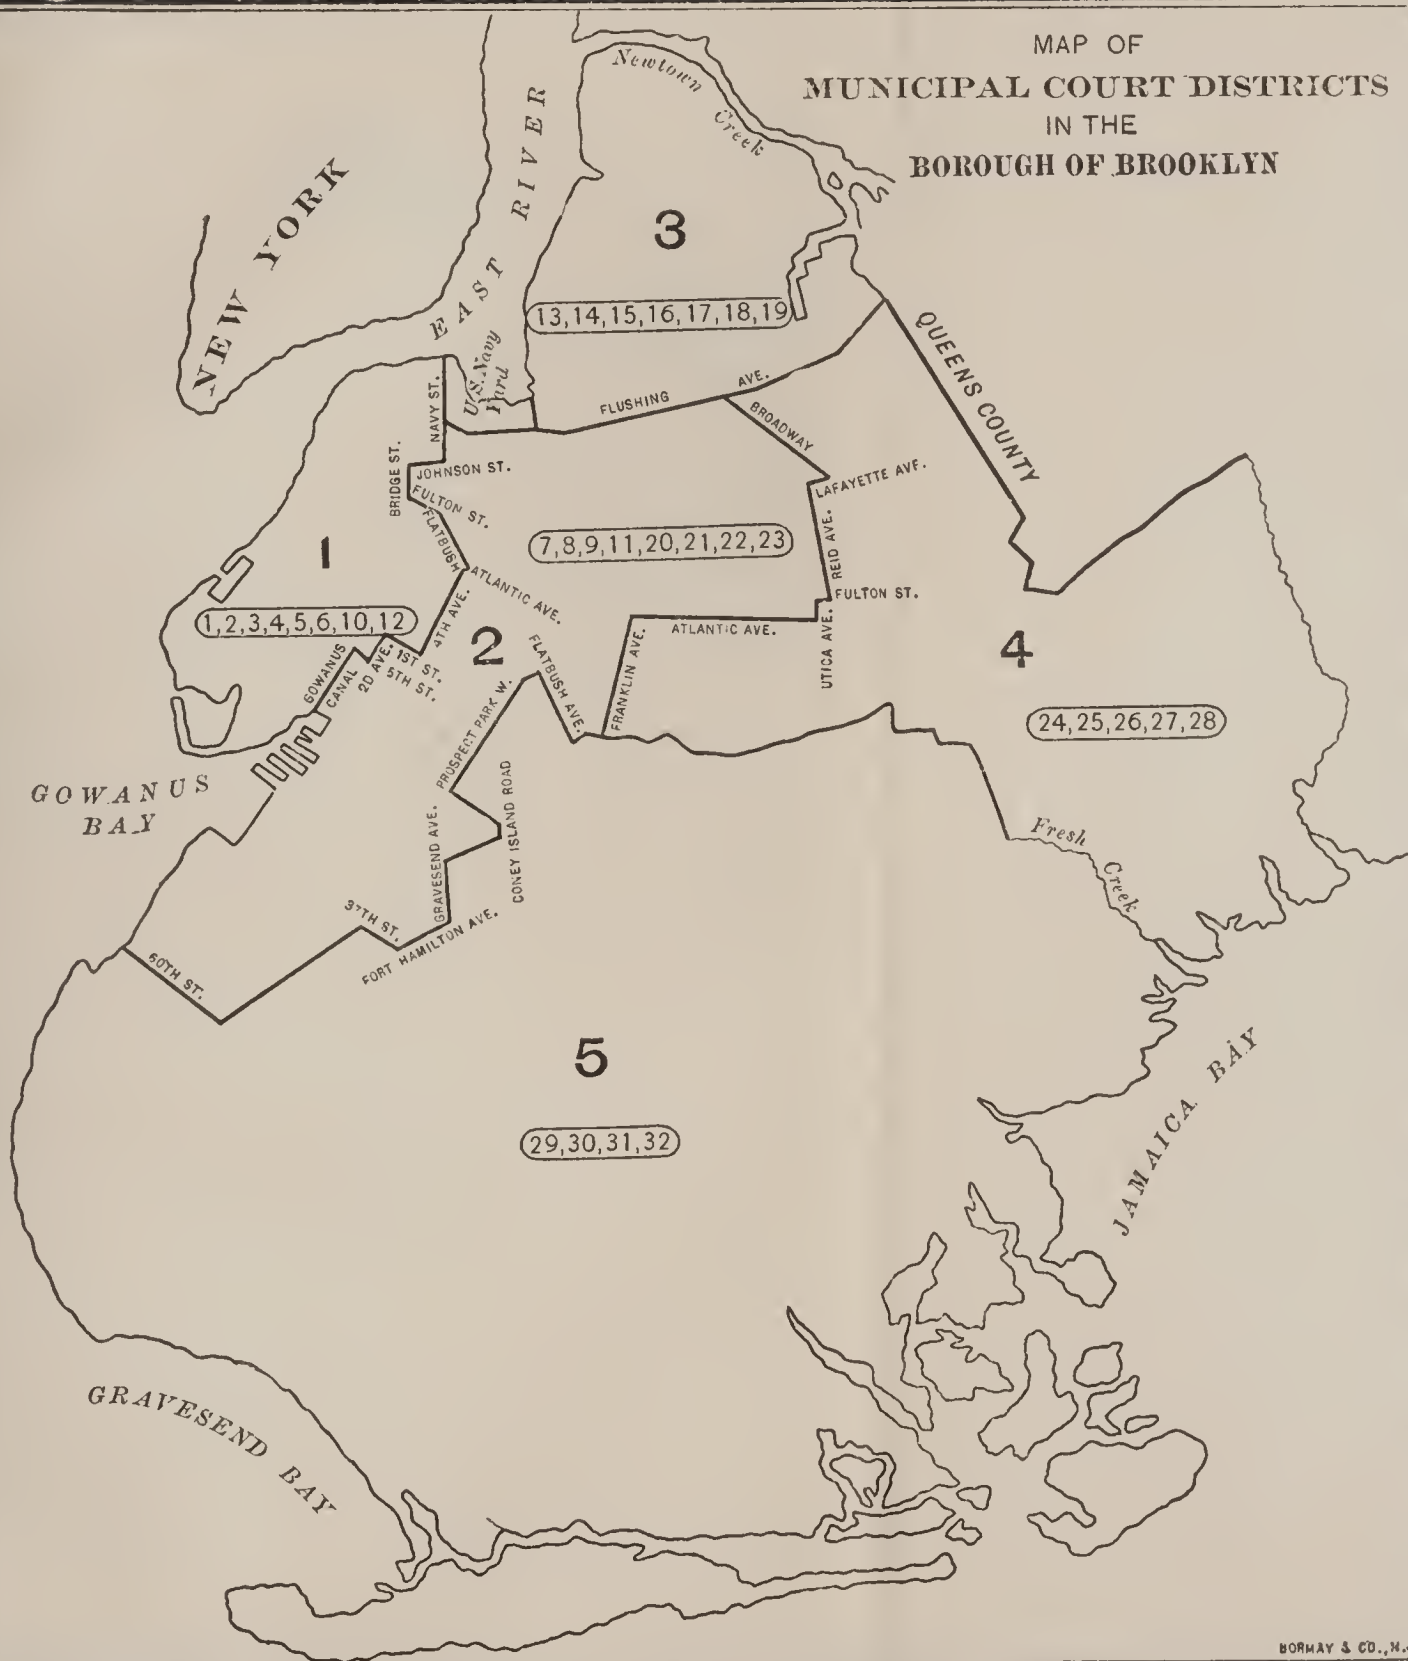 MAP OF
MUNICIPAL COURT DISTRICTS
IN THE
BOROUGH OF BROOKLYN
Newtown
Creek
NEW YORK
EAST RIVER
3
13,14,15,16,17,18,19
U.S. Navy
Yard
NAVY ST.
FLUSHING AVE.
BROADWAY
QUEENS COUNTY
BRIDGE ST.
JOHNSON ST.
FULTON ST.
FLATBUSH
LAFAYETTE AVE.
REID AVE.
1
7,8,9,11,20,21,22,23
ATLANTIC AVE.
FULTON ST.
1,2,3,4,5,6,10,12
4TH AVE.
ATLANTIC AVE.
UTICA AVE.
2
4
GOWANUS
CANAL
2D AVE.
1ST ST.
5TH ST.
FLATBUSH AVE.
FRANKLIN AVE.
24,25,26,27,28
PROSPECT PARK W.
GOWANUS
BAY
GRAVESEND AVE.
CONEY ISLAND ROAD
Fresh
Creek
37TH ST.
FORT HAMILTON AVE.
60TH ST.
5
29,30,31,32
JAMAICA BAY
GRAVESEND BAY
BORMAY & CO., N.